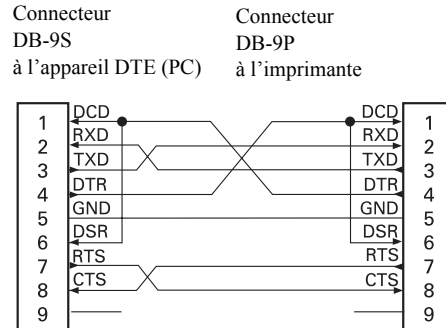 Connecteur
DB-9S
à l'appareil DTE (PC)
Connecteur
DB-9P
à l'imprimante
1 DCD DCD 1
2 RXD RXD 2
3 TXD TXD 3
4 DTR DTR 4
5 GND GND 5
6 DSR DSR 6
7 RTS RTS 7
8 CTS CTS 8
9 9